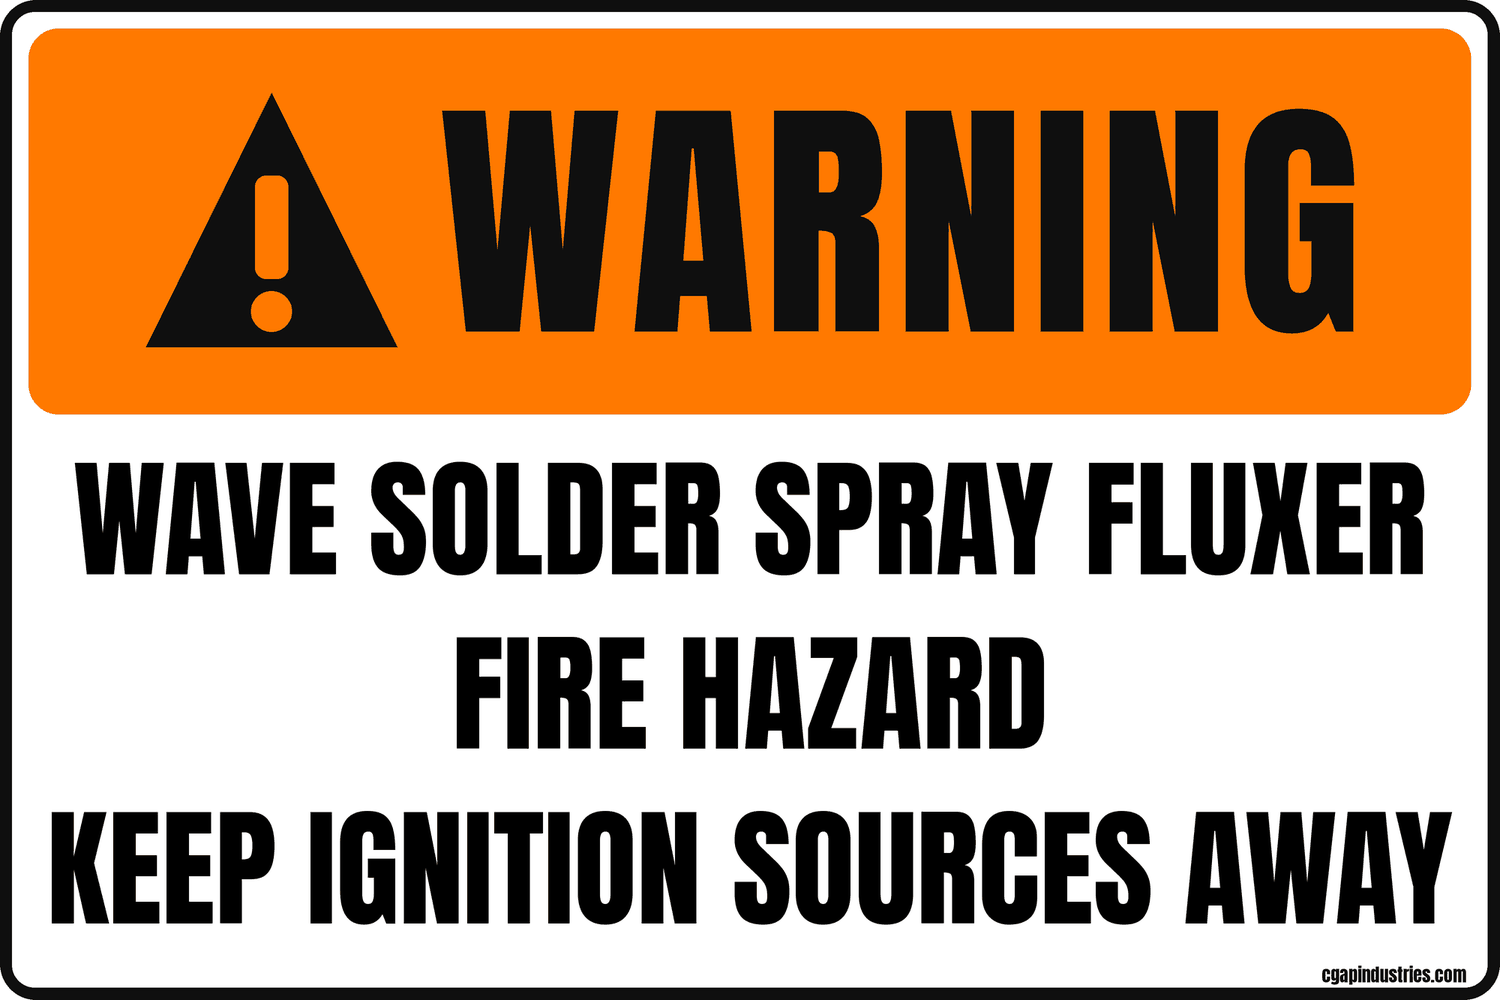 WARNING
WAVE SOLDER SPRAY FLUXER
FIRE HAZARD
KEEP IGNITION SOURCES AWAY
cgapindustries.com